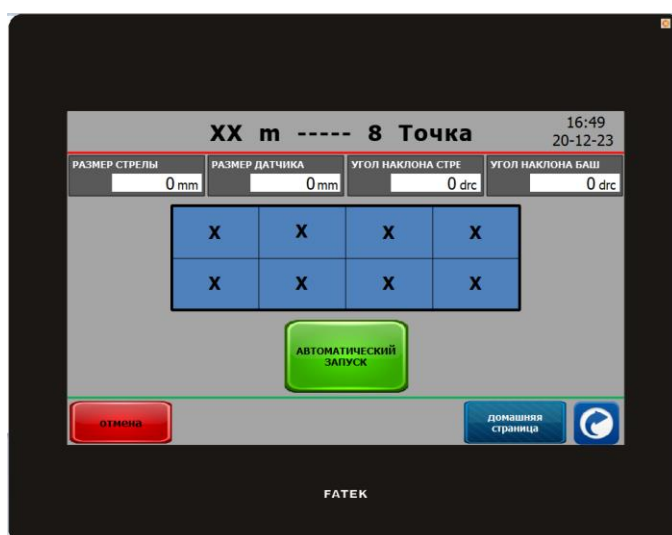 XX m ----- 8 Точка
16:49
20-12-23
РАЗМЕР СТРЕЛЫ
РАЗМЕР ДАТЧИКА
УГОЛ НАКЛОНА СТРЕ
УГОЛ НАКЛОНА БАШ
0 mm
0 mm
0 drc
0 drc
X X X X
X X X X
АВТОМАТИЧЕСКИЙ
ЗАПУСК
отмена
домашняя
страница
FATEK